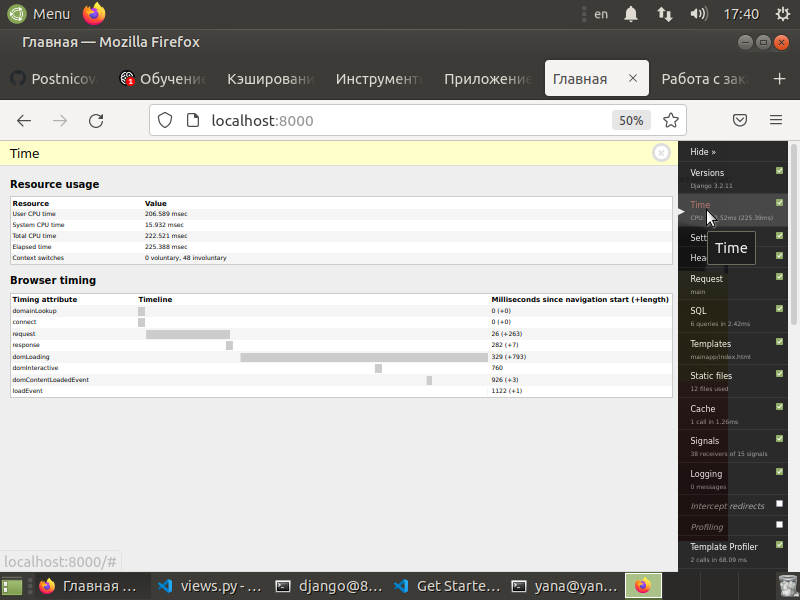 Menu
en
17:40
Главная — Mozilla Firefox
Postnicov
1
Обучение
Кэшировани
Инструмент
Приложение
Главная
Работа с зак
localhost:8000
50%
Time
Resource usage
Resource Value
User CPU time 206.589 msec
System CPU time 15.932 msec
Total CPU time 222.521 msec
Elapsed time 225.388 msec
Context switches 0 voluntary, 48 involuntary
Browser timing
Timing attribute Timeline Milliseconds since navigation start (+length)
domainLookup 0 (+0)
connect 0 (+0)
request 26 (+263)
response 282 (+7)
domLoading 329 (+793)
domInteractive 760
domContentLoadedEvent 926 (+3)
loadEvent 1122 (+1)
Hide »
Versions
Django 3.2.11
Time
CPU: 52ms (225.39ms)
Sett
Hea
Time
Request
main
SQL
6 queries in 2.42ms
Templates
mainapp/index.html
Static files
12 files used
Cache
1 call in 1.26ms
Signals
38 receivers of 15 signals
Logging
0 messages
Intercept redirects
Profiling
Template Profiler
2 calls in 68.09 ms
localhost:8000/#
Главная ...
views.py - ...
django@8...
Get Starte...
yana@yan...